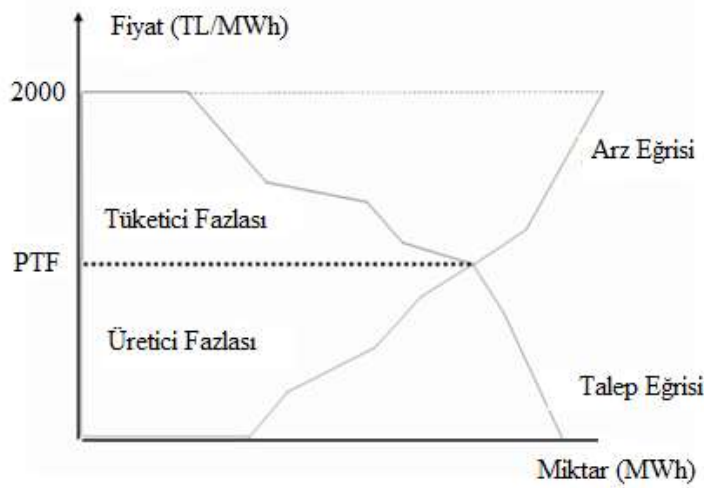 Fiyat (TL/MWh)
2000
Arz Eğrisi
Tüketici Fazlası
PTF
Üretici Fazlası
Talep Eğrisi
Miktar (MWh)